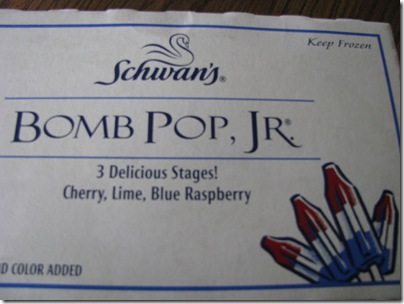 Keep Frozen
Schwan's®
BOMB POP, JR®
3 Delicious Stages!
Cherry, Lime, Blue Raspberry
D COLOR ADDED